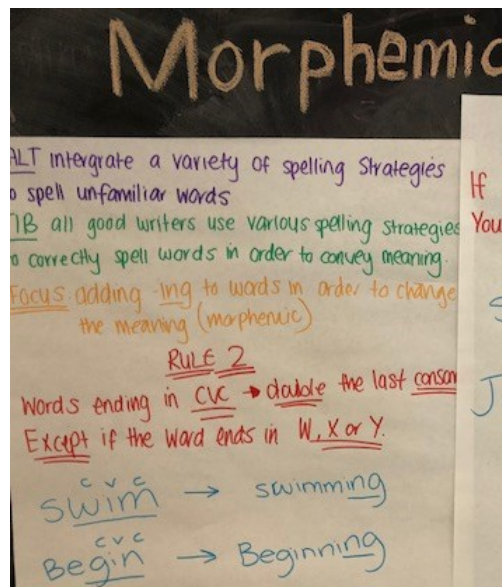 Morphemic
ALT intergrate a variety of spelling Strategies
o spell unfamiliar words
IB all good writers use various spelling strategies
o correctly spell words in order to convey meaning.
FOCUS: adding -ing to words in order to change
the meaning (morphemic)
RULE 2
Words ending in CVC → double the last conson
Except if the word ends in W, X or Y.
c v c
swim → swimming
c v c
Begin → Beginning
If
You
J